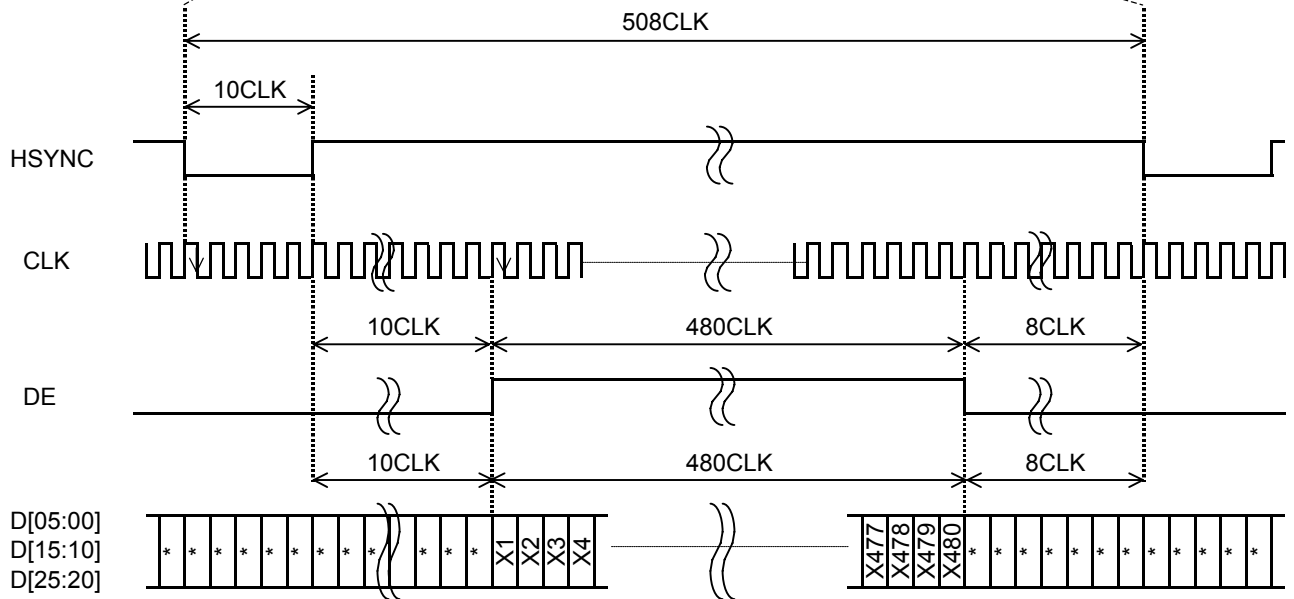 508CLK
10CLK
HSYNC
CLK
10CLK 480CLK 8CLK
DE
10CLK 480CLK 8CLK
D[05:00]
D[15:10]
D[25:20]
* * * * * * * * * * * * X1 X2 X3 X4 X477 X478 X479 X480 * * * * * * * * * * * *